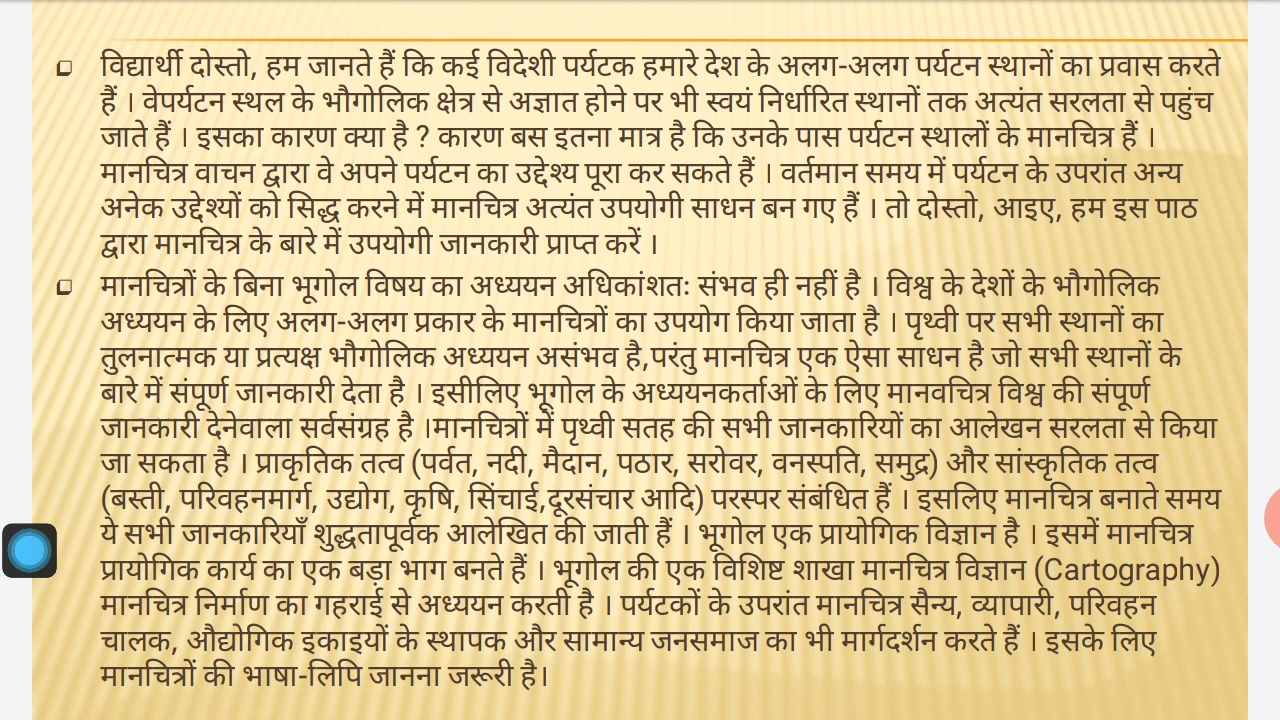 विद्यार्थी दोस्तो, हम जानते हैं कि कई विदेशी पर्यटक हमारे देश के अलग-अलग पर्यटन स्थानों का प्रवास करते
हैं । वेपर्यटन स्थल के भौगोलिक क्षेत्र से अज्ञात होने पर भी स्वयं निर्धारित स्थानों तक अत्यंत सरलता से पहुंच
जाते हैं । इसका कारण क्या है ? कारण बस इतना मात्र है कि उनके पास पर्यटन स्थालों के मानचित्र हैं ।
मानचित्र वाचन द्वारा वे अपने पर्यटन का उद्देश्य पूरा कर सकते हैं । वर्तमान समय में पर्यटन के उपरांत अन्य
अनेक उद्देश्यों को सिद्ध करने में मानचित्र अत्यंत उपयोगी साधन बन गए हैं । तो दोस्तो, आइए, हम इस पाठ
द्वारा मानचित्र के बारे में उपयोगी जानकारी प्राप्त करें ।
मानचित्रों के बिना भूगोल विषय का अध्ययन अधिकांशतः संभव ही नहीं है । विश्व के देशों के भौगोलिक
अध्ययन के लिए अलग-अलग प्रकार के मानचित्रों का उपयोग किया जाता है । पृथ्वी पर सभी स्थानों का
तुलनात्मक या प्रत्यक्ष भौगोलिक अध्ययन असंभव है,परंतु मानचित्र एक ऐसा साधन है जो सभी स्थानों के
बारे में संपूर्ण जानकारी देता है । इसीलिए भूगोल के अध्ययनकर्ताओं के लिए मानवचित्र विश्व की संपूर्ण
जानकारी देनेवाला सर्वसंग्रह है ।मानचित्रों में पृथ्वी सतह की सभी जानकारियों का आलेखन सरलता से किया
जा सकता है । प्राकृतिक तत्व (पर्वत, नदी, मैदान, पठार, सरोवर, वनस्पति, समुद्र) और सांस्कृतिक तत्व
(बस्ती, परिवहनमार्ग, उद्योग, कृषि, सिंचाई,दूरसंचार आदि) परस्पर संबंधित हैं । इसलिए मानचित्र बनाते समय
ये सभी जानकारियाँ शुद्धतापूर्वक आलेखित की जाती हैं । भूगोल एक प्रायोगिक विज्ञान है । इसमें मानचित्र
प्रायोगिक कार्य का एक बड़ा भाग बनते हैं । भूगोल की एक विशिष्ट शाखा मानचित्र विज्ञान (Cartography)
मानचित्र निर्माण का गहराई से अध्ययन करती है । पर्यटकों के उपरांत मानचित्र सैन्य, व्यापारी, परिवहन
चालक, औद्योगिक इकाइयों के स्थापक और सामान्य जनसमाज का भी मार्गदर्शन करते हैं । इसके लिए
मानचित्रों की भाषा-लिपि जानना जरूरी है।